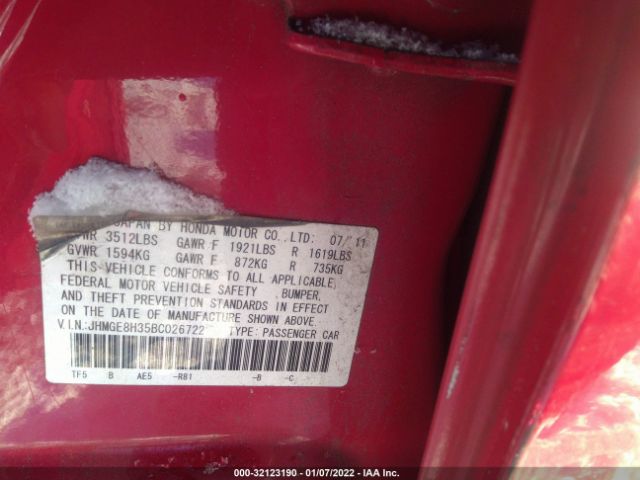 JAPAN BY HONDA MOTOR CO., LTD: 07/11
3512LBS GAWR F 1921LBS R 1619LBS
GVWR 1594KG GAWR F 872KG R 735KG
THIS VEHICLE CONFORMS TO ALL APPLICABLE
FEDERAL MOTOR VEHICLE SAFETY, BUMPER,
AND THEFT PREVENTION STANDARDS IN EFFECT
ON THE DATE OF MANUFACTURE SHOWN ABOVE.
V.I.N.:JHMGE8H35BC026722 TYPE: PASSENGER CAR
TF5 B AE5 -RB1 -B -C
000-32123190 - 01/07/2022 - IAA Inc.